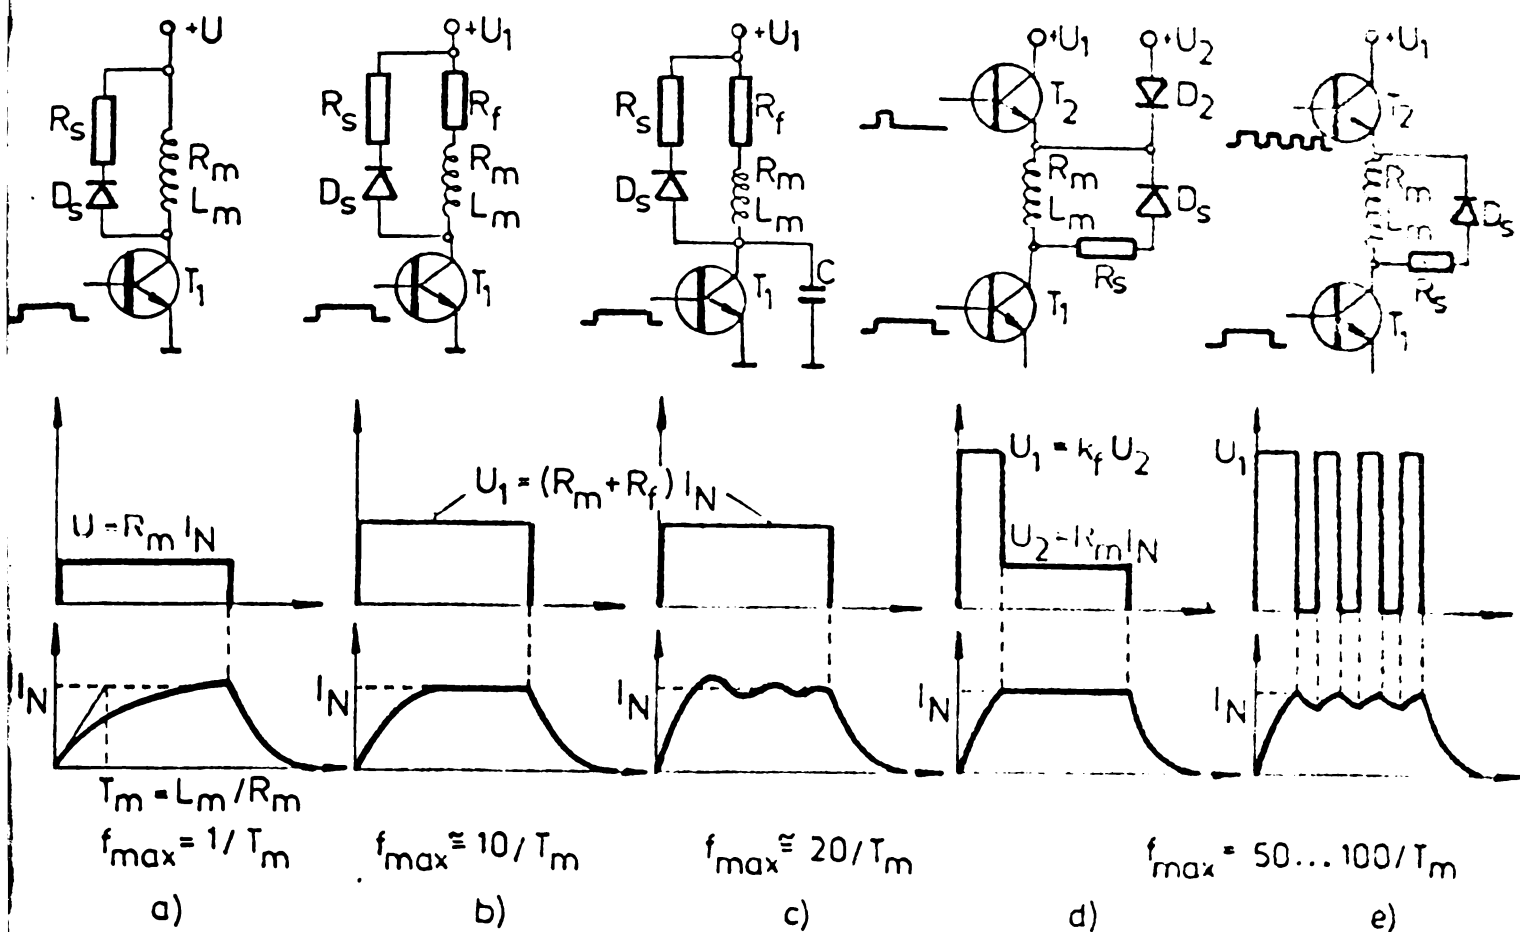 +U
+U1
+U1
+U1
+U2
Rs
Rs
Rf
Rs
Rf
T2
D2
T2
Rm
Lm
Ds
Rm
Lm
Ds
Rm
Lm
Ds
Rm
Lm
Ds
Rm
Lm
Ds
T1
T1
T1
C
Rs
T1
Rs
T1
U = Rm IN
U1 = (Rm + Rf) IN
U1 = kf U2
U2 = Rm IN
U1
IN
IN
IN
IN
IN
Tm = Lm / Rm
fmax = 1 / Tm
fmax ≅ 10 / Tm
fmax ≅ 20 / Tm
fmax = 50...100 / Tm
a)
b)
c)
d)
e)